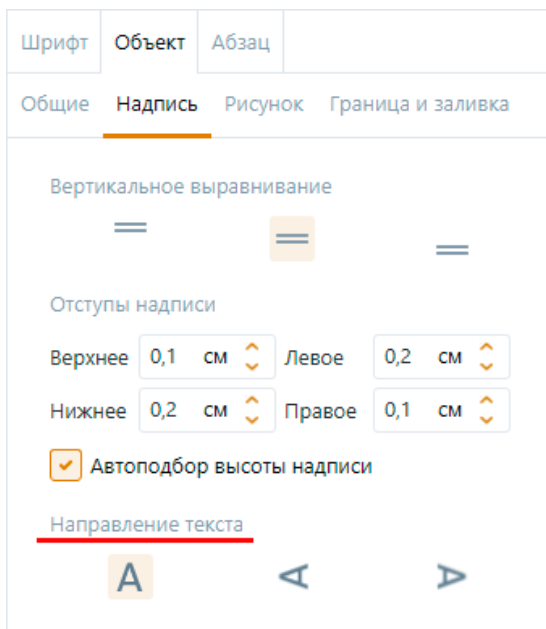 Шрифт Объект Абзац
Общие Надпись Рисунок Граница и заливка
Вертикальное выравнивание
Отступы надписи
Верхнее 0,1 см Левое 0,2 см
Нижнее 0,2 см Правое 0,1 см
Автоподбор высоты надписи
Направление текста
A A A